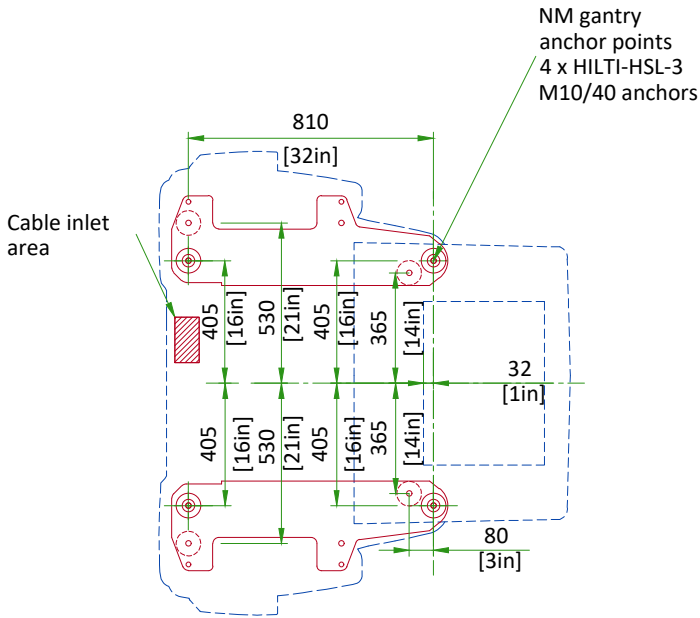 NM gantry
anchor points
4 x HILTI-HSL-3
M10/40 anchors
810
[32in]
Cable inlet
area
405
[16in]
530
[21in]
405
[16in]
365
[14in]
32
[1in]
405
[16in]
530
[21in]
405
[16in]
365
[14in]
80
[3in]